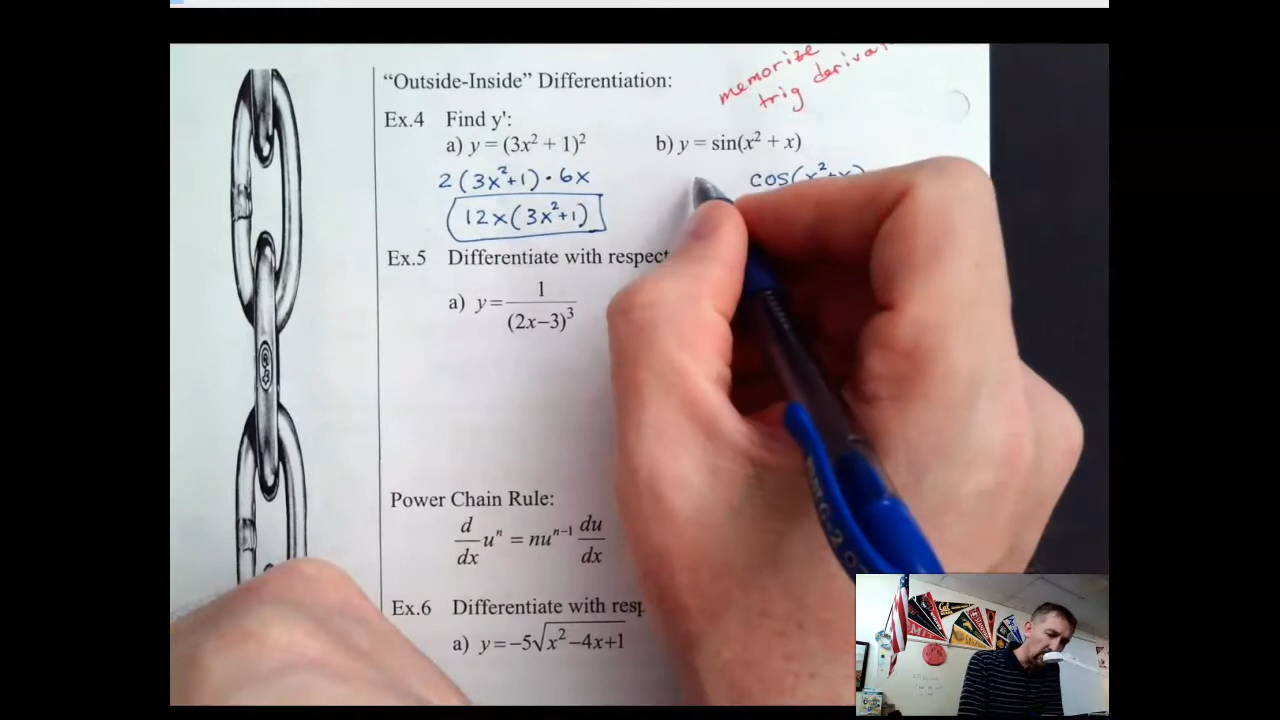 memorize
trig deriva
"Outside-Inside" Differentiation:
Ex.4 Find y':
a) y = (3x² + 1)² b) y = sin(x² + x)
2(3x²+1)·6x cos(x²+x)
12x(3x²+1)
Ex.5 Differentiate with respect
a) y = 1/(2x−3)³
Power Chain Rule:
d/dx uⁿ = nuⁿ⁻¹ du/dx
Ex.6 Differentiate with resp
a) y = −5√(x² − 4x + 1)